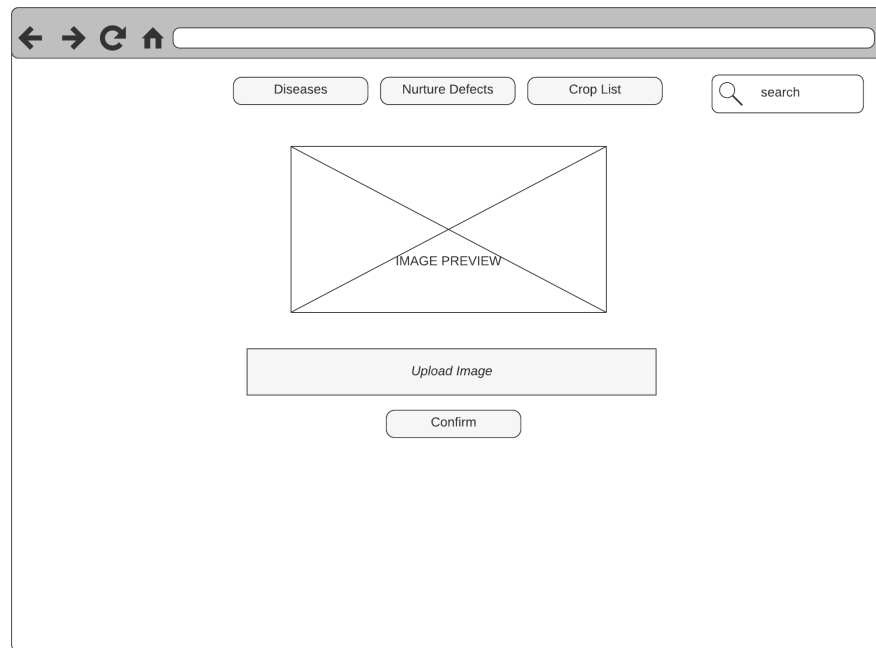 Diseases
Nurture Defects
Crop List
search
IMAGE PREVIEW
Upload Image
Confirm